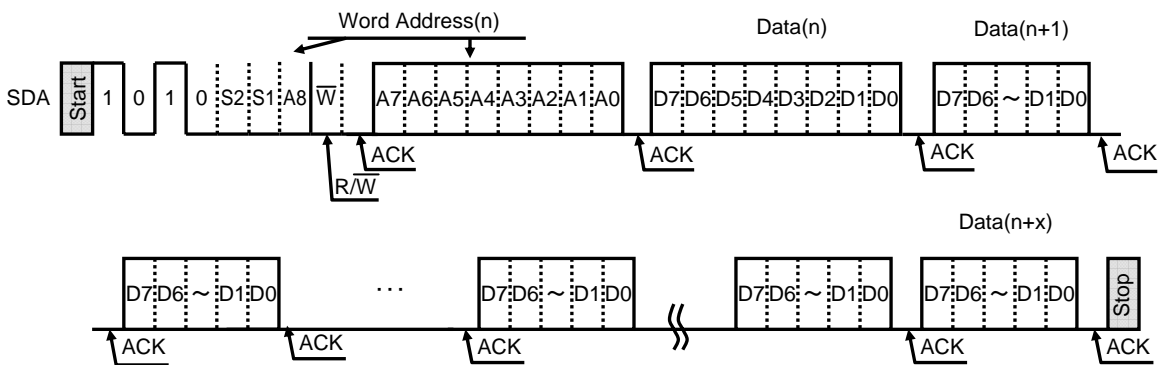 Word Address(n)
Data(n)
Data(n+1)
SDA Start 1 0 1 0 S2 S1 A8 W̅ A7 A6 A5 A4 A3 A2 A1 A0 D7 D6 D5 D4 D3 D2 D1 D0 D7 D6 ~ D1 D0
ACK ACK ACK ACK
R/W̅
Data(n+x)
D7 D6 ~ D1 D0 ... D7 D6 ~ D1 D0 D7 D6 ~ D1 D0 D7 D6 ~ D1 D0 Stop
ACK ACK ACK ACK ACK